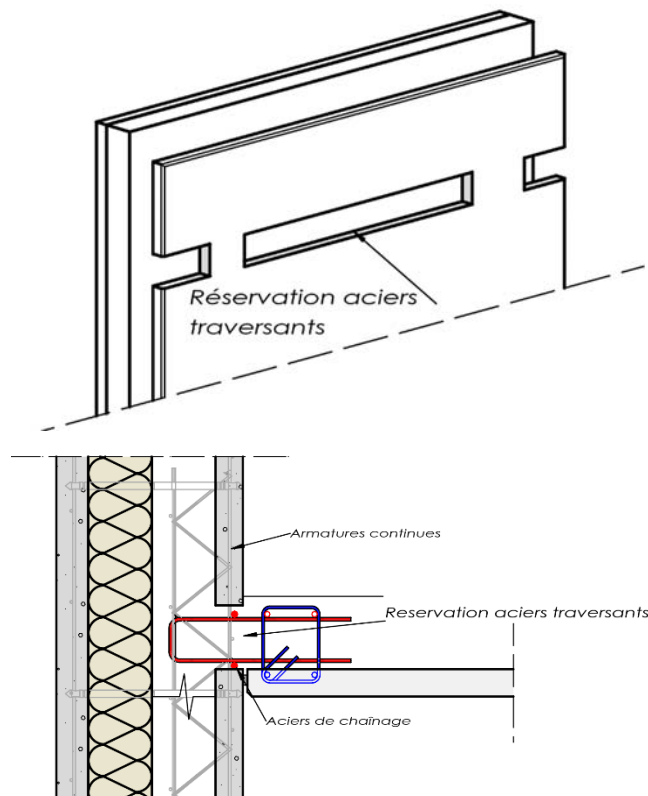 Réservation aciers
traversants
Armatures continues
Reservation aciers traversants
Aciers de chaînage